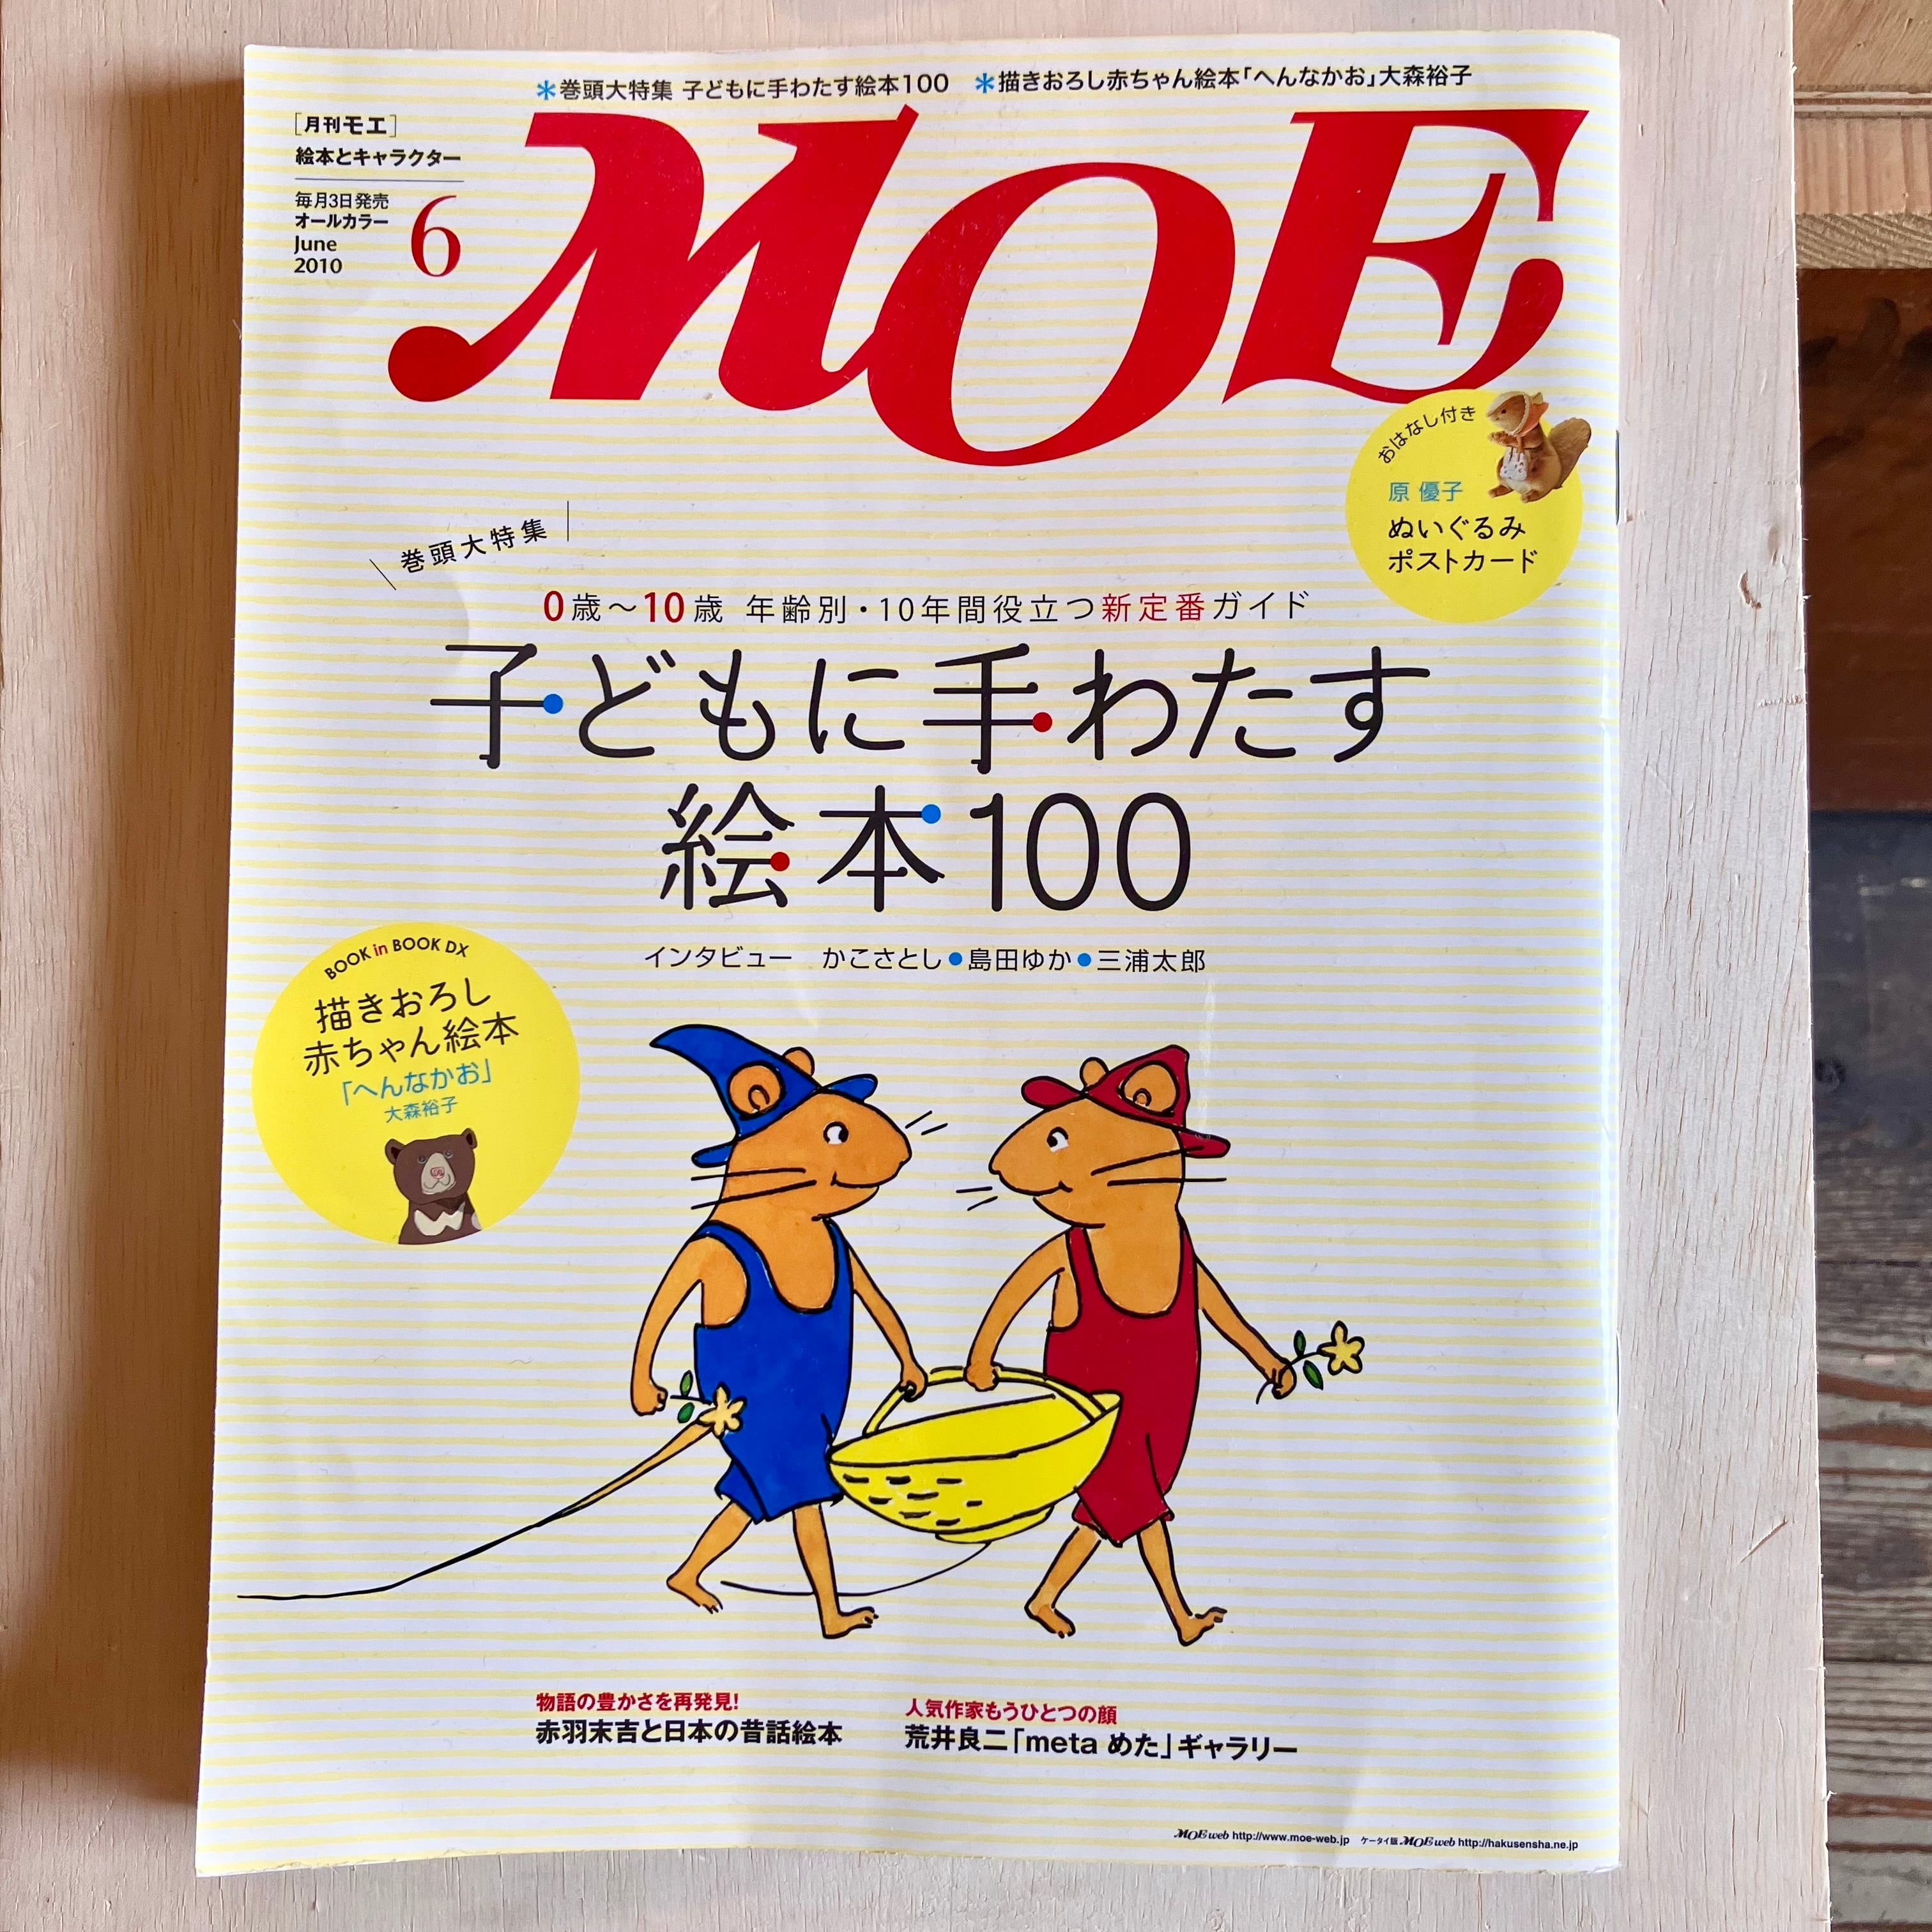 *巻頭大特集 子どもに手わたす絵本100 *描きおろし赤ちゃん絵本「へんなかお」大森裕子
[月刊モエ]
絵本とキャラクター
毎月3日発売
オールカラー
June
2010
6
MOE
おはなし付き
原 優子
ぬいぐるみ
ポストカード
巻頭大特集
0歳〜10歳 年齢別・10年間役立つ新定番ガイド
子どもに手わたす
絵本100
インタビュー かこさとし●島田ゆか●三浦太郎
BOOK in BOOK DX
描きおろし
赤ちゃん絵本
「へんなかお」
大森裕子
物語の豊かさを再発見!
赤羽末吉と日本の昔話絵本
人気作家もうひとつの顔
荒井良二「meta めた」ギャラリー
MOE web http://www.moe-web.jp ケータイ版 MOE web http://hakusensha.ne.jp